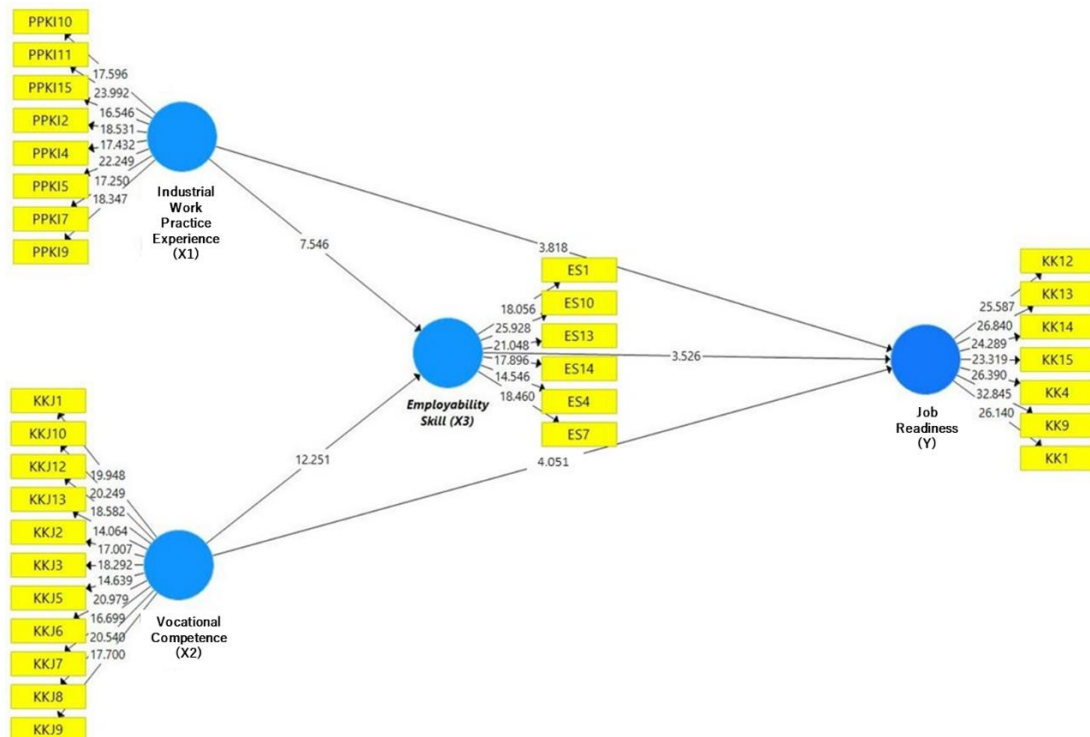 PPKI10
PPKI11
PPKI15
PPKI2
PPKI4
PPKI5
PPKI7
PPKI9
17.596
23.992
16.546
18.531
17.432
22.249
17.250
18.347
Industrial
Work
Practice
Experience
(X1)
7.546
3.818
ES1
ES10
ES13
ES14
ES4
ES7
18.056
25.928
21.048
17.896
14.546
18.460
Employability
Skill (X3)
3.526
KK12
KK13
KK14
KK15
KK4
KK9
KK1
25.587
26.840
24.289
23.319
26.390
32.845
26.140
Job
Readiness
(Y)
KKJ1
KKJ10
KKJ12
KKJ13
KKJ2
KKJ3
KKJ5
KKJ6
KKJ7
KKJ8
KKJ9
19.948
20.249
18.582
14.064
17.007
18.292
14.639
20.979
16.699
20.540
17.700
Vocational
Competence
(X2)
12.251
4.051